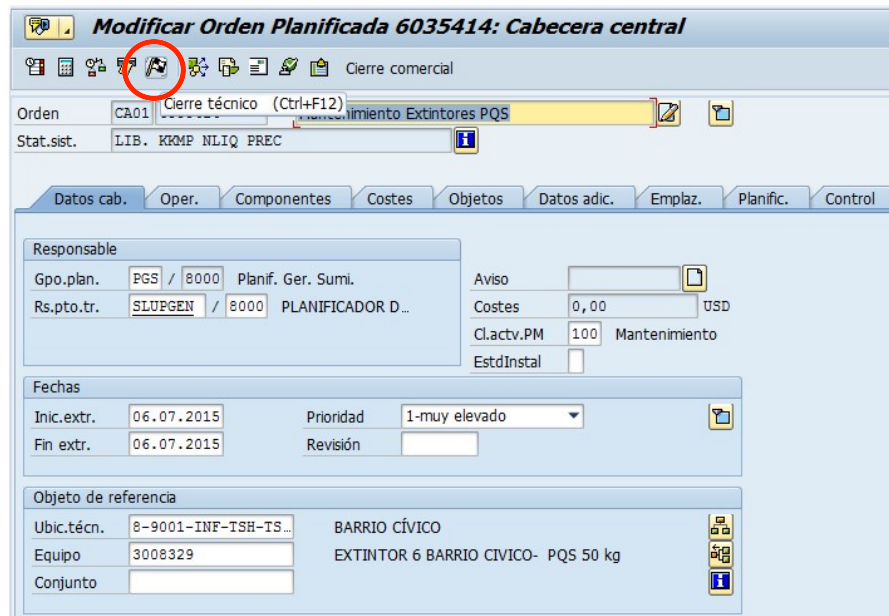 Modificar Orden Planificada 6035414: Cabecera central
Cierre comercial
Cierre técnico (Ctrl+F12)
Orden CA01 Mantenimiento Extintores PQS
Stat.sist. LIB. KKMP NLIQ PREC
Datos cab. Oper. Componentes Costes Objetos Datos adic. Emplaz. Planific. Control
Responsable
Gpo.plan. PGS / 8000 Planif. Ger. Sumi. Aviso
Rs.pto.tr. SLUPGEN / 8000 PLANIFICADOR D… Costes 0,00 USD
Cl.actv.PM 100 Mantenimiento
EstdInstal
Fechas
Inic.extr. 06.07.2015 Prioridad 1-muy elevado
Fin extr. 06.07.2015 Revisión
Objeto de referencia
Ubic.técn. 8-9001-INF-TSH-TS… BARRIO CÍVICO
Equipo 3008329 EXTINTOR 6 BARRIO CIVICO- PQS 50 kg
Conjunto